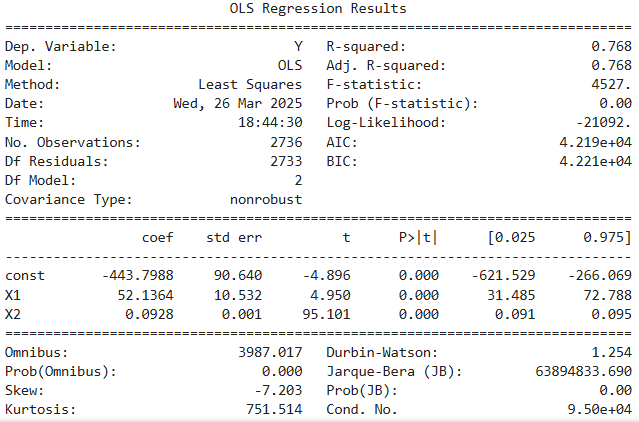 OLS Regression Results
==============================================================================
Dep. Variable:                      Y   R-squared:                       0.768
Model:                            OLS   Adj. R-squared:                  0.768
Method:                 Least Squares   F-statistic:                     4527.
Date:                Wed, 26 Mar 2025   Prob (F-statistic):               0.00
Time:                        18:44:30   Log-Likelihood:                -21092.
No. Observations:                2736   AIC:                         4.219e+04
Df Residuals:                    2733   BIC:                         4.221e+04
Df Model:                           2
Covariance Type:            nonrobust
==============================================================================
                 coef    std err          t      P>|t|      [0.025      0.975]
------------------------------------------------------------------------------
const       -443.7988     90.640     -4.896      0.000    -621.529    -266.069
X1            52.1364     10.532      4.950      0.000      31.485      72.788
X2             0.0928      0.001     95.101      0.000       0.091       0.095
==============================================================================
Omnibus:                     3987.017   Durbin-Watson:                   1.254
Prob(Omnibus):                  0.000   Jarque-Bera (JB):         63894833.690
Skew:                          -7.203   Prob(JB):                         0.00
Kurtosis:                     751.514   Cond. No.                     9.50e+04